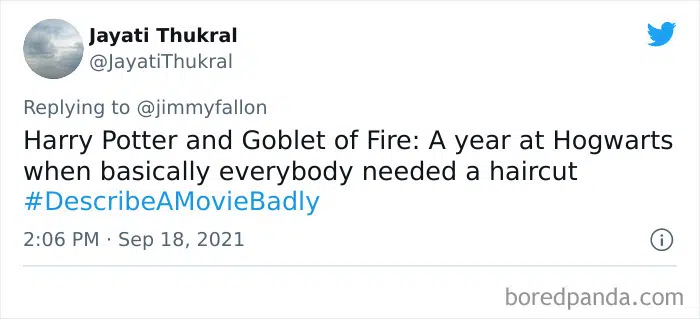 Jayati Thukral
@JayatiThukral
Replying to @jimmyfallon
Harry Potter and Goblet of Fire: A year at Hogwarts
when basically everybody needed a haircut
#DescribeAMovieBadly
2:06 PM · Sep 18, 2021
boredpanda.com